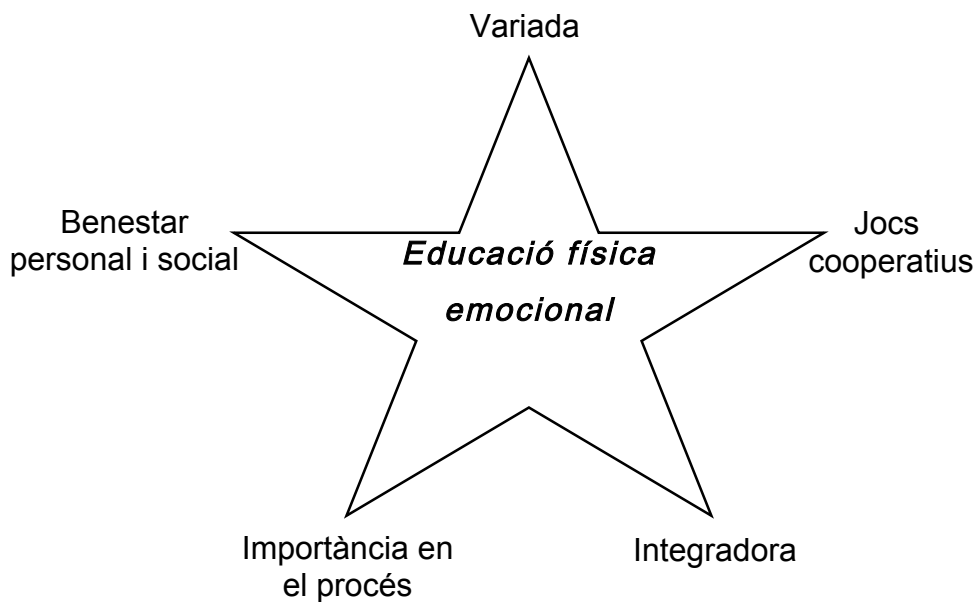 Variada
Benestar
personal i social
Jocs
cooperatius
Educació física
emocional
Importància en
el procés
Integradora